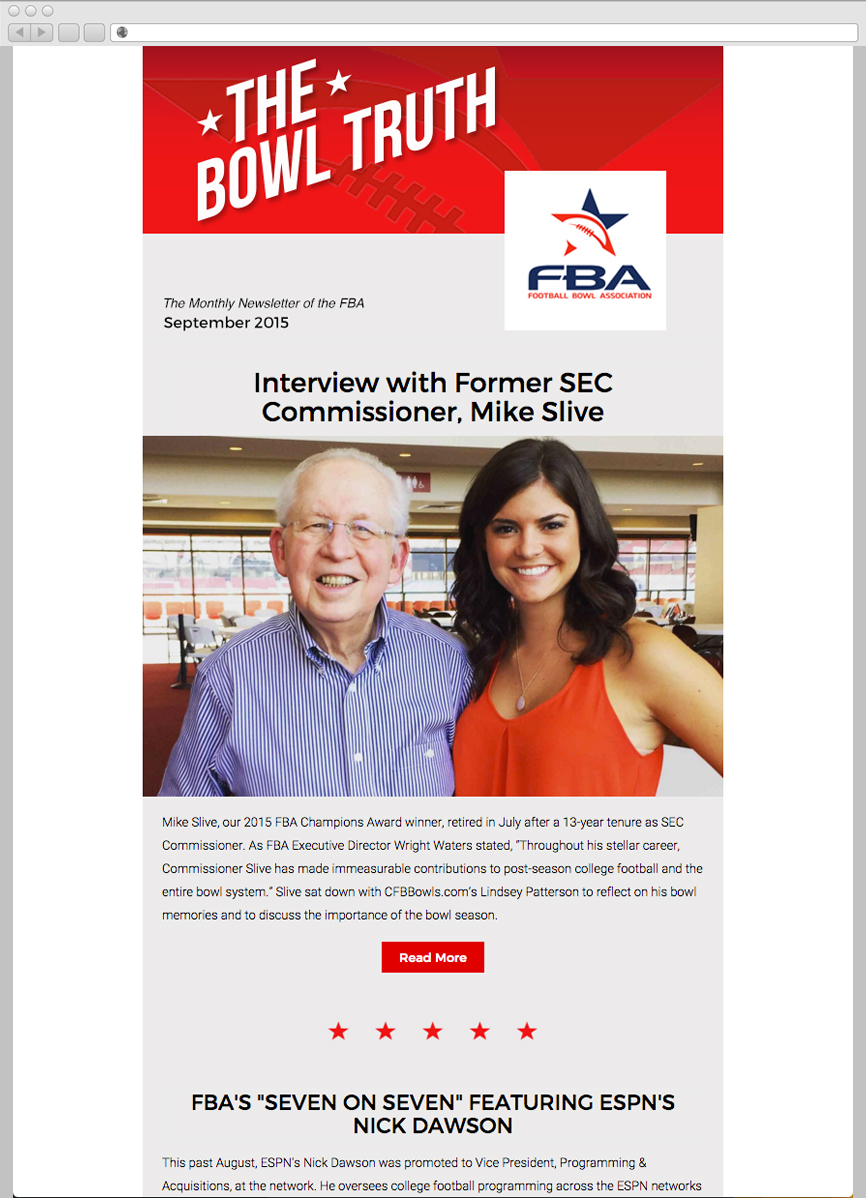 THE
BOWL TRUTH
FBA
FOOTBALL BOWL ASSOCIATION
The Monthly Newsletter of the FBA
September 2015
Interview with Former SEC
Commissioner, Mike Slive
Mike Slive, our 2015 FBA Champions Award winner, retired in July after a 13-year tenure as SEC
Commissioner. As FBA Executive Director Wright Waters stated, “Throughout his stellar career,
Commissioner Slive has made immeasurable contributions to post-season college football and the
entire bowl system.” Slive sat down with CFBBowls.com’s Lindsey Patterson to reflect on his bowl
memories and to discuss the importance of the bowl season.
Read More
FBA'S "SEVEN ON SEVEN" FEATURING ESPN'S
NICK DAWSON
This past August, ESPN’s Nick Dawson was promoted to Vice President, Programming &
Acquisitions, at the network. He oversees college football programming across the ESPN networks